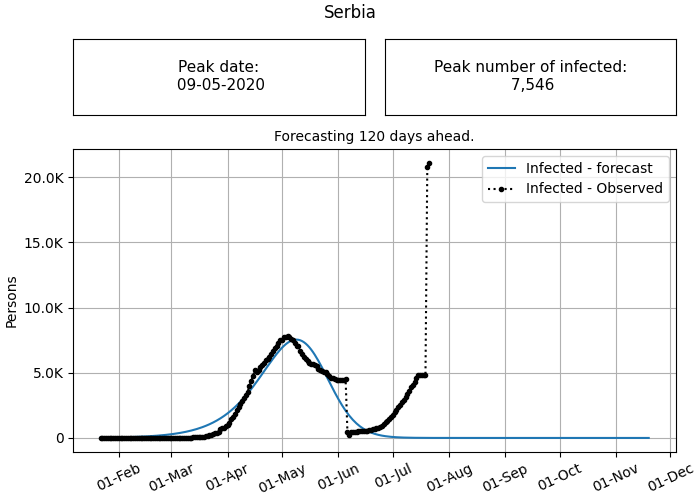 Serbia
Peak date:
09-05-2020
Peak number of infected:
7,546
Forecasting 120 days ahead.
Infected - forecast
Infected - Observed
Persons
20.0K
15.0K
10.0K
5.0K
0
01-Feb
01-Mar
01-Apr
01-May
01-Jun
01-Jul
01-Aug
01-Sep
01-Oct
01-Nov
01-Dec